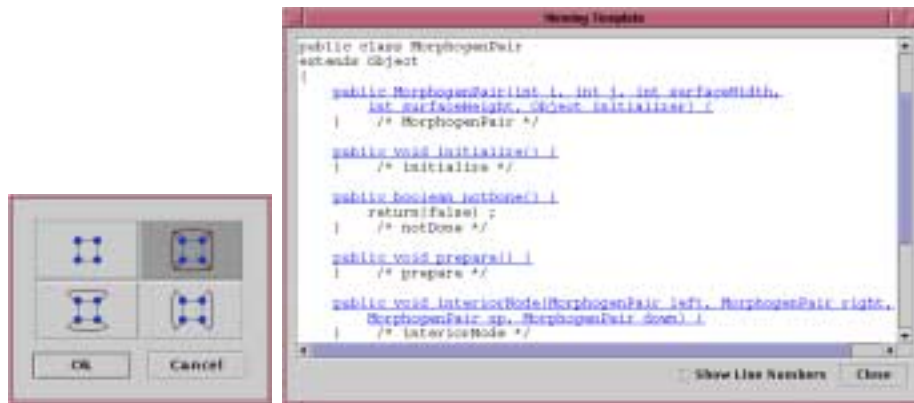 Ok
Cancel
Viewing Template
public class MorphogenPair
extends Object
{
public MorphogenPair(int i, int j, int surfaceWidth,
int surfaceHeight, Object initializer) {
} /* MorphogenPair */
public void initialize() {
} /* initialize */
public boolean notDone() {
return(false) ;
} /* notDone */
public void prepare() {
} /* prepare */
public void interiorNode(MorphogenPair left, MorphogenPair right,
MorphogenPair up, MorphogenPair down) {
} /* interiorNode */
Show Line Numbers
Close